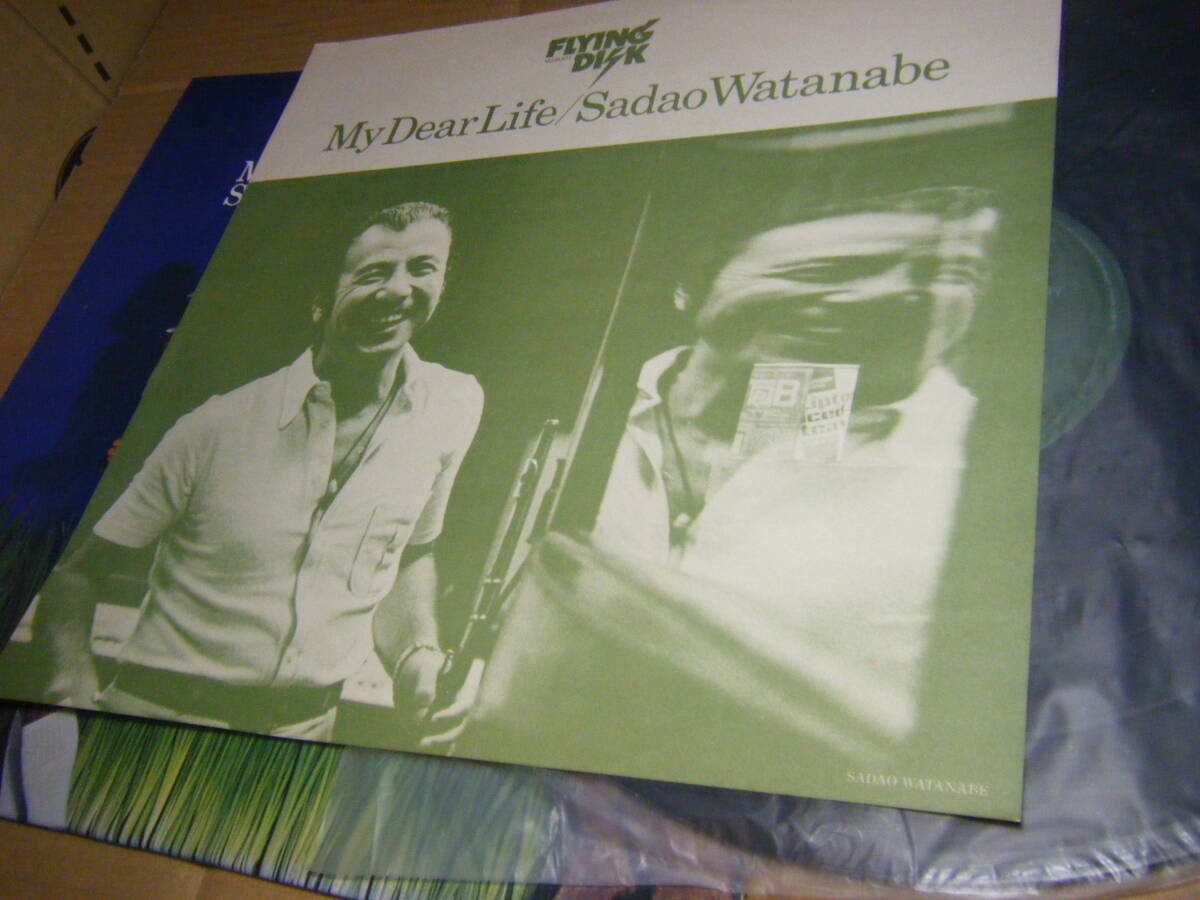 FLYING
DISK
My Dear Life/Sadao Watanabe
M
S
B
SADAO WATANABE